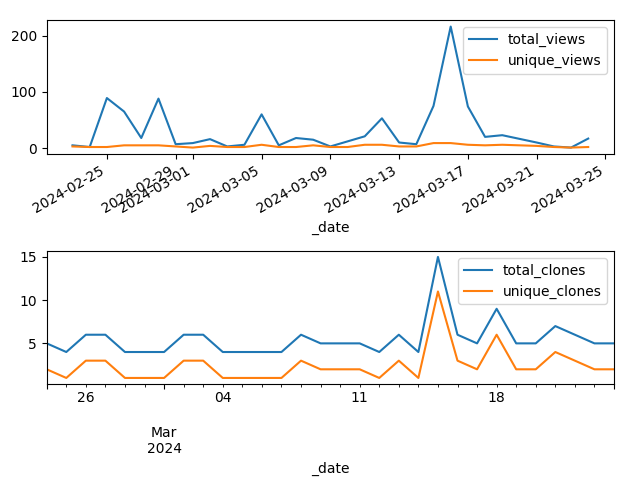 200
100
0
total_views
unique_views
2024-02-25
2024-02-29
2024-03-01
2024-03-05
2024-03-09
2024-03-13
2024-03-17
2024-03-21
2024-03-25
_date
15
10
5
total_clones
unique_clones
26
04
11
18
Mar
2024
_date